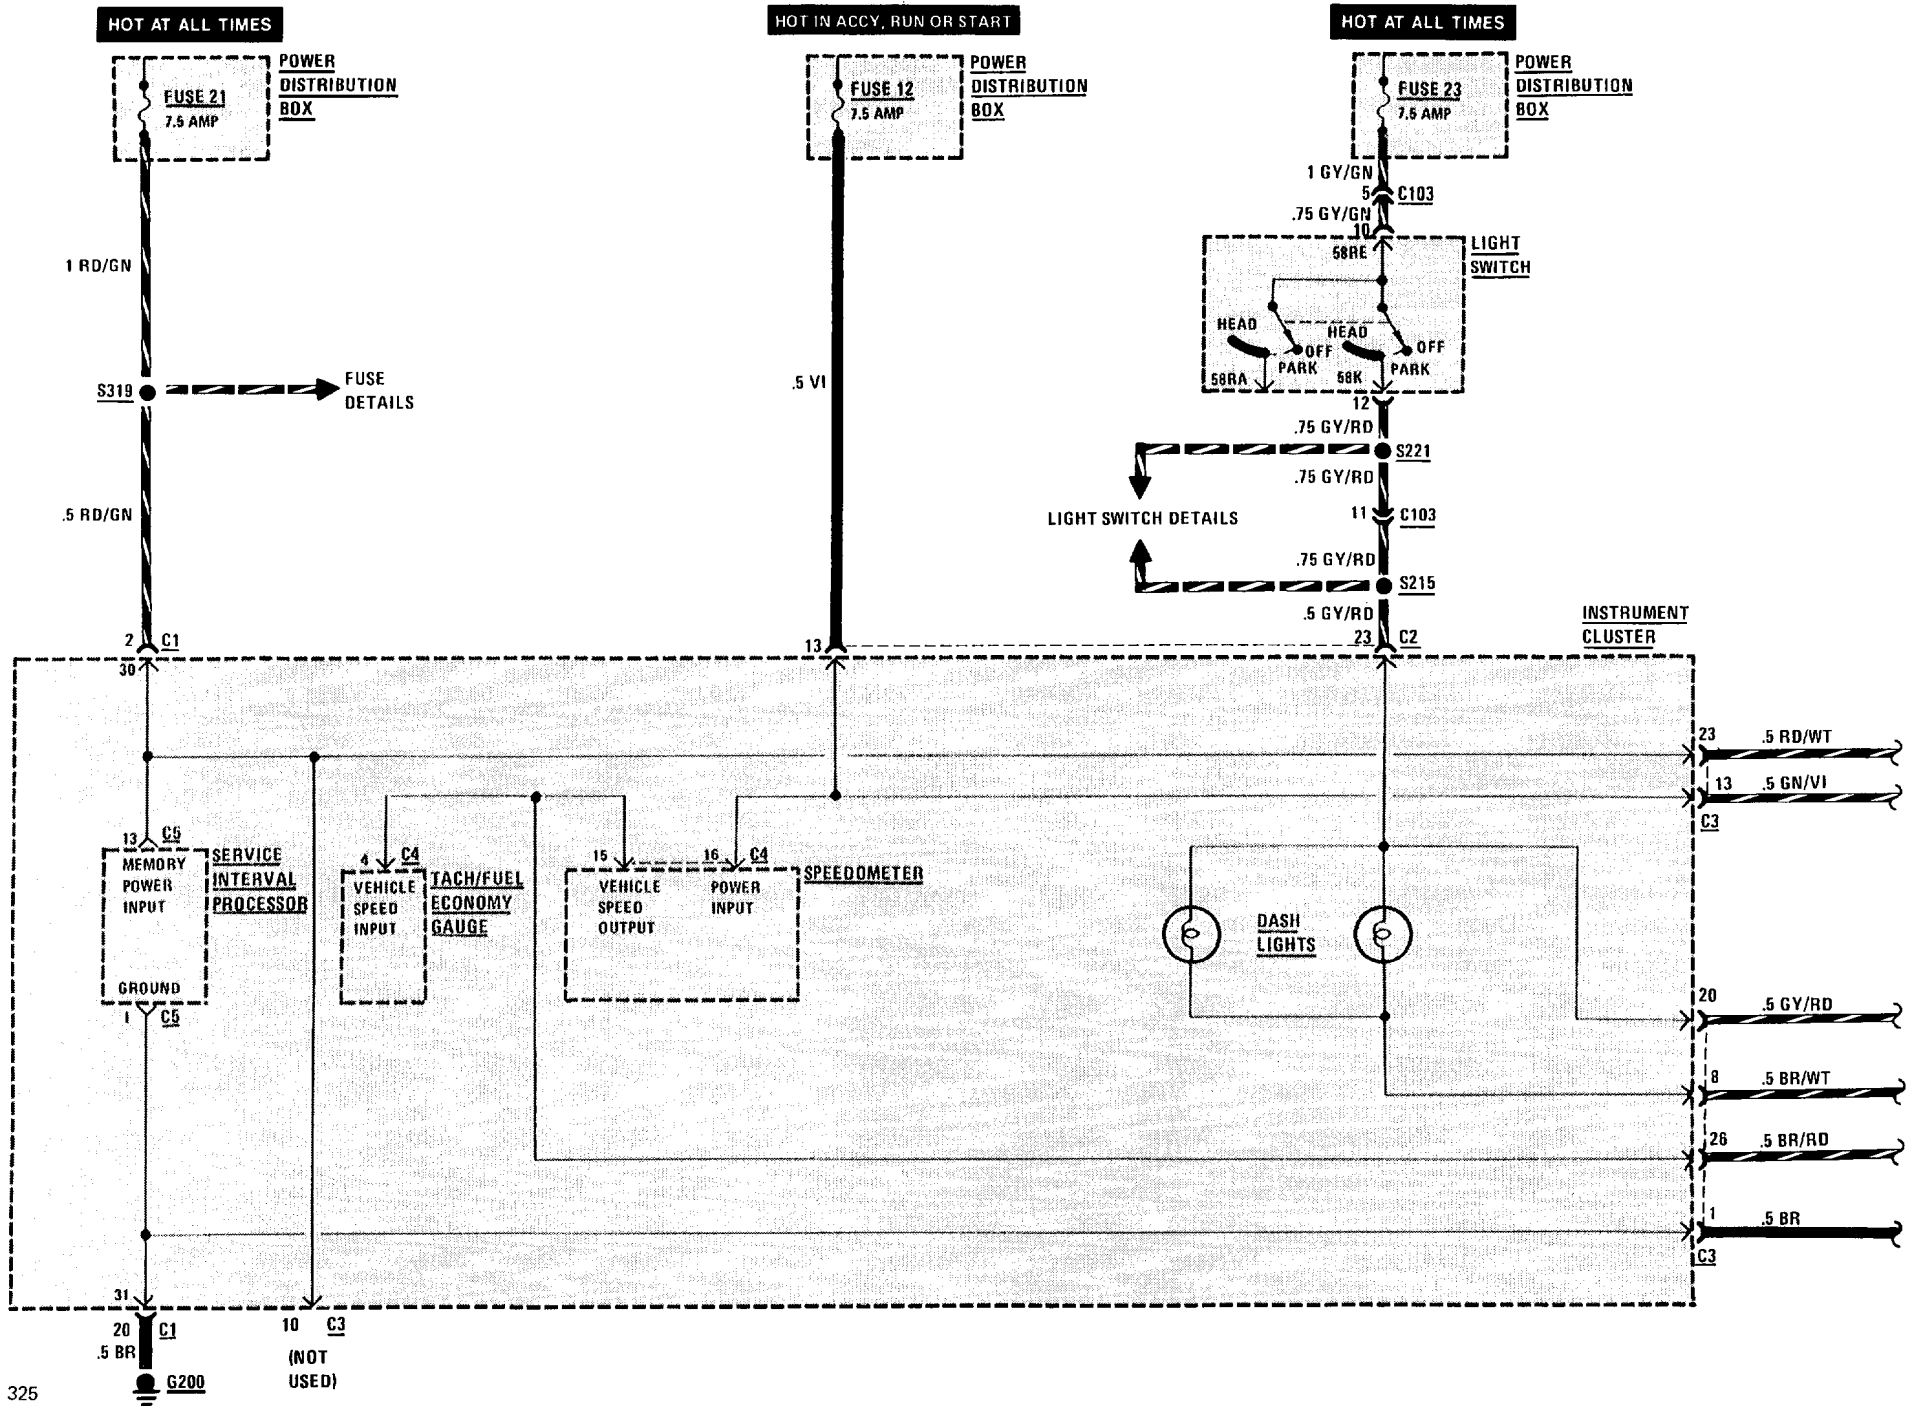 HOT AT ALL TIMES
HOT IN ACCY, RUN OR START
HOT AT ALL TIMES
FUSE 21
7.5 AMP
POWER
DISTRIBUTION
BOX
FUSE 12
7.5 AMP
POWER
DISTRIBUTION
BOX
FUSE 23
7.5 AMP
POWER
DISTRIBUTION
BOX
1 GY/GN
5 C103
.75 GY/GN
10
58RE
LIGHT
SWITCH
HEAD
OFF
PARK
HEAD
OFF
PARK
58RA
58K
12
1 RD/GN
S319
FUSE
DETAILS
.5 RD/GN
.5 VI
.75 GY/RD
S221
.75 GY/RD
11 C103
LIGHT SWITCH DETAILS
.75 GY/RD
S215
.5 GY/RD
2 C1
13
23 C2
INSTRUMENT
CLUSTER
30
23 .5 RD/WT
13 .5 GN/VI
C3
13 C5
MEMORY
POWER
INPUT
GROUND
1 C5
SERVICE
INTERVAL
PROCESSOR
4 C4
VEHICLE
SPEED
INPUT
TACH/FUEL
ECONOMY
GAUGE
15
16 C4
VEHICLE
SPEED
OUTPUT
POWER
INPUT
SPEEDOMETER
DASH
LIGHTS
20 .5 GY/RD
8 .5 BR/WT
26 .5 BR/RD
1 .5 BR
C3
31
20 C1
.5 BR
G200
10 C3
(NOT
USED)
325